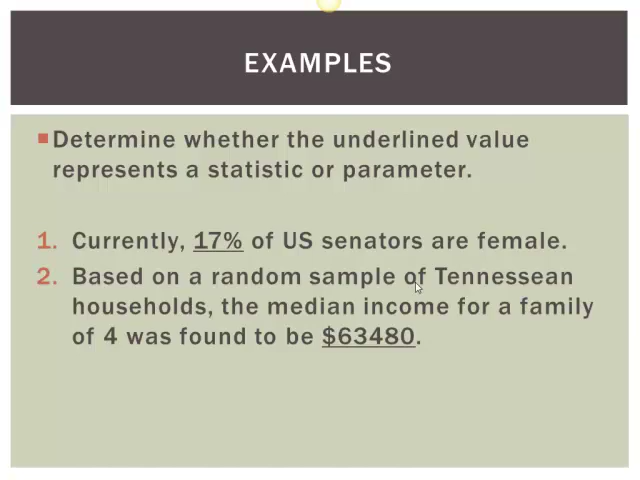 EXAMPLES
Determine whether the underlined value
represents a statistic or parameter.
1. Currently, 17% of US senators are female.
2. Based on a random sample of Tennessean
households, the median income for a family
of 4 was found to be $63480.